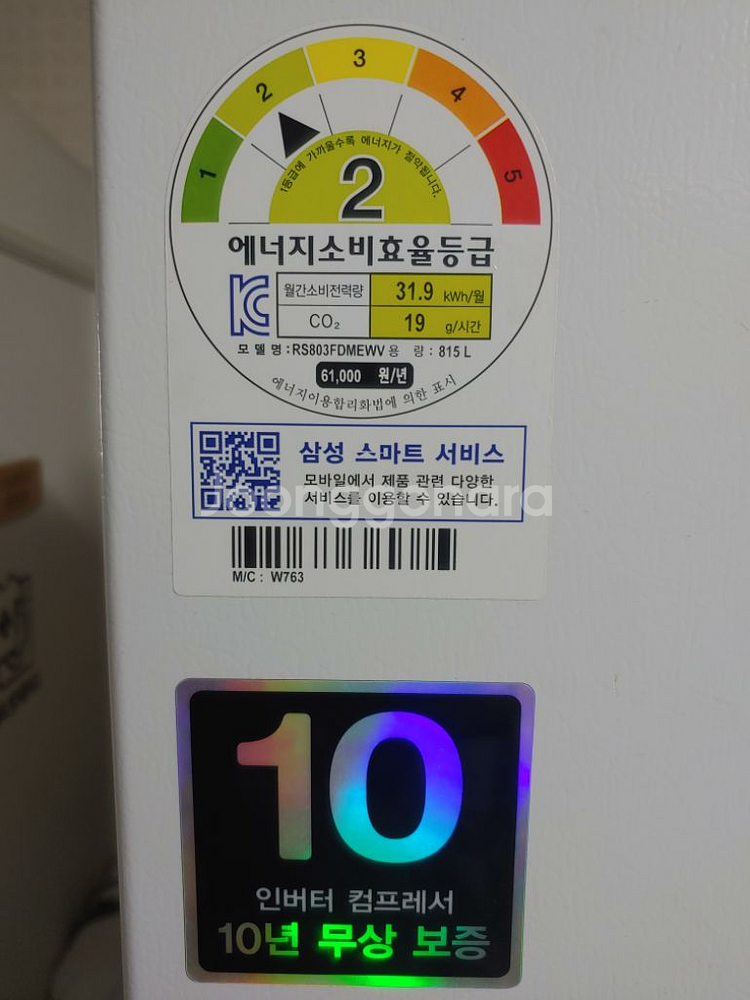 1 2 3 4 5
1등급에 가까울수록 에너지가 절약됩니다.
2
에너지소비효율등급
월간소비전력량 31.9 kWh/월
CO₂ 19 g/시간
모 델 명 : RS803FDMEWV 용 량 : 815 L
61,000 원/년
에너지이용합리화법에 의한 표시
삼성 스마트 서비스
모바일에서 제품 관련 다양한
서비스를 이용할 수 있습니다.
Joonggonara
M/C : W763
10
인버터 컴프레서
10년 무상 보증